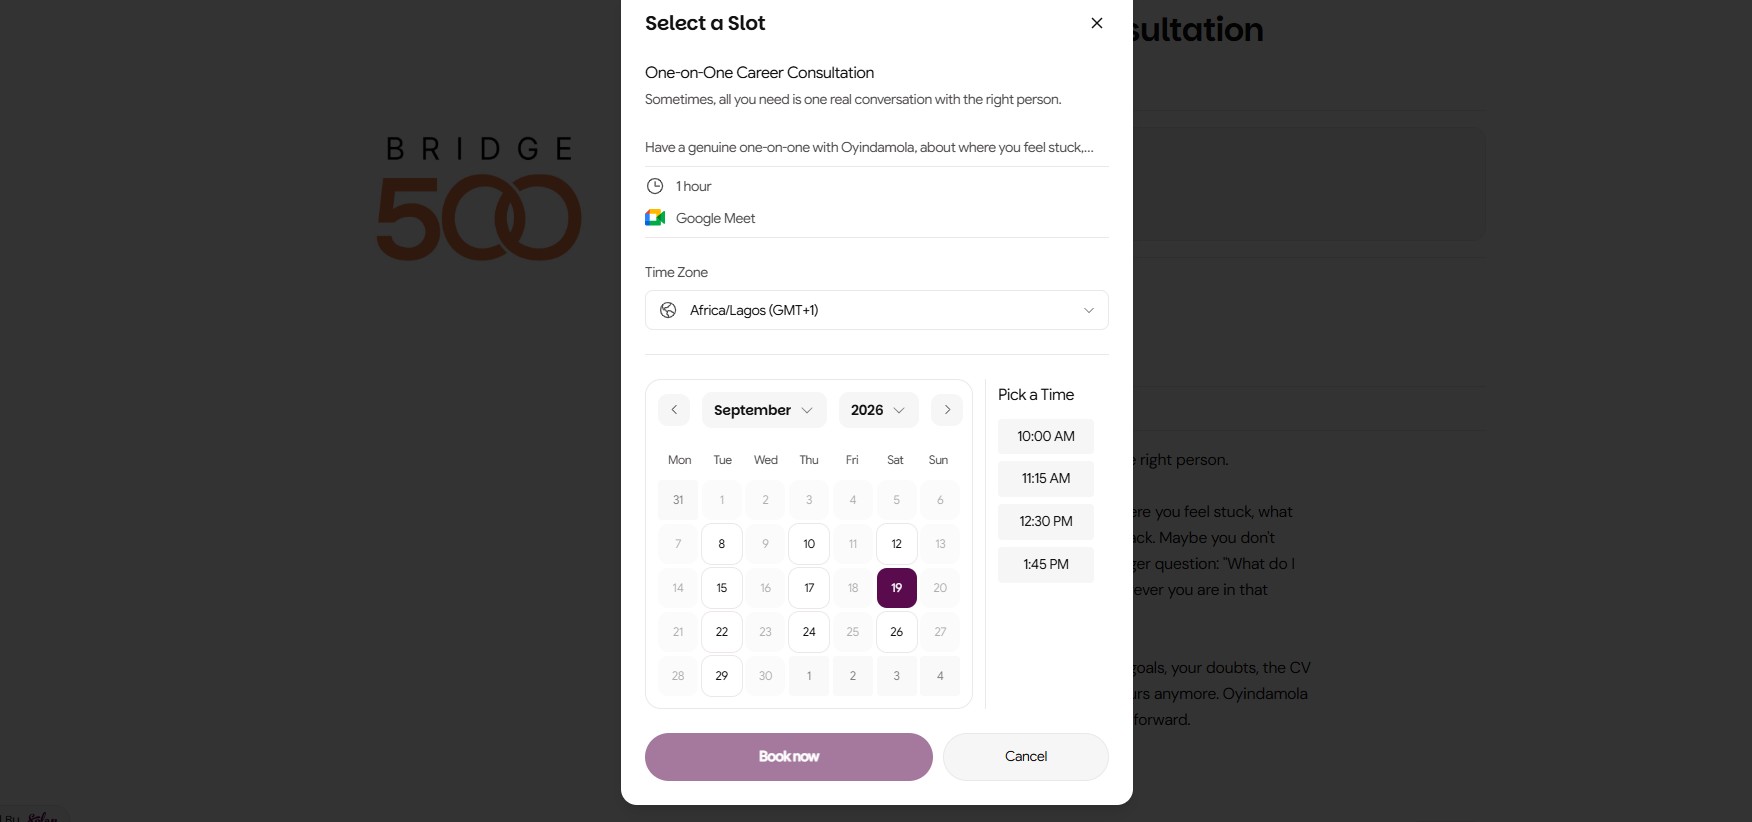 Select a Slot
sultation
One-on-One Career Consultation
Sometimes, all you need is one real conversation with the right person.
Have a genuine one-on-one with Oyindamola, about where you feel stuck,...
BRIDGE
500
1 hour
Google Meet
Time Zone
Africa/Lagos (GMT+1)
September 2026
Mon Tue Wed Thu Fri Sat Sun
31 1 2 3 4 5 6
7 8 9 10 11 12 13
14 15 16 17 18 19 20
21 22 23 24 25 26 27
28 29 30 1 2 3 4
Pick a Time
10:00 AM
11:15 AM
12:30 PM
1:45 PM
Book now
Cancel
right person.
ere you feel stuck, what
ack. Maybe you don't
ger question: "What do I
ever you are in that
goals, your doubts, the CV
urs anymore. Oyindamola
forward.